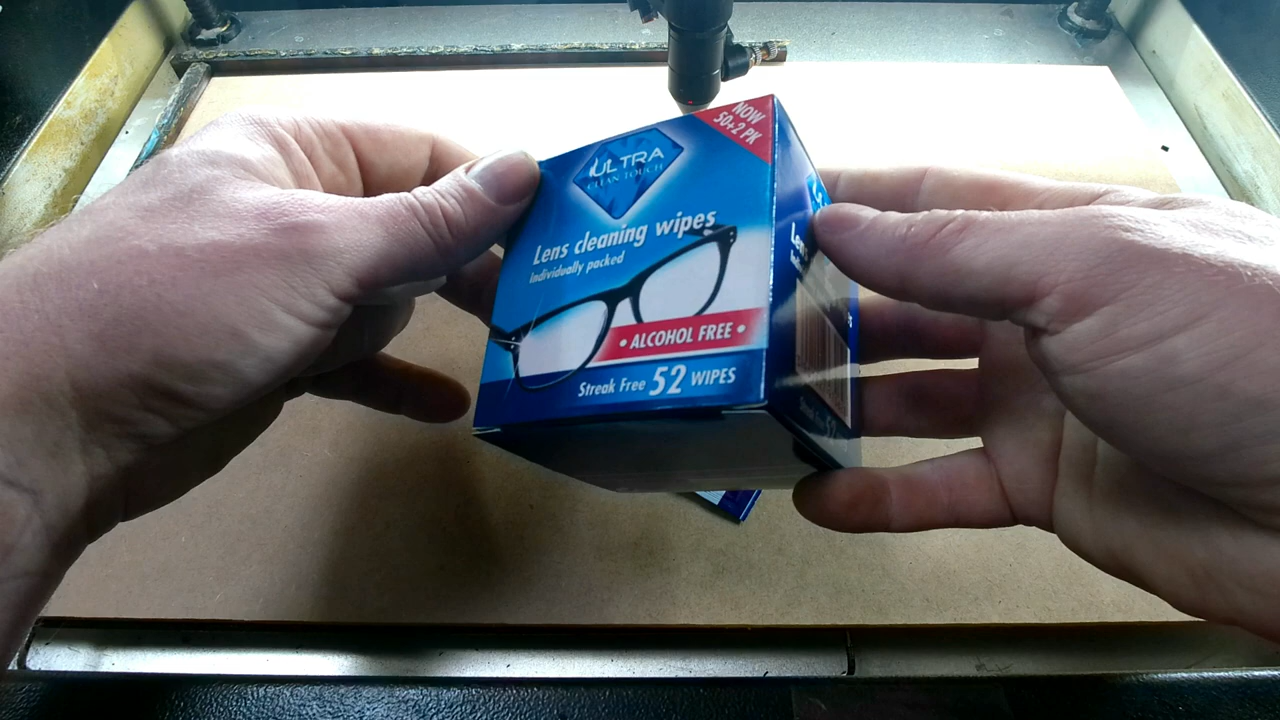 NOW
50+2 PK
ULTRA
CLEAN TOUCH
Lens cleaning wipes
Individually packed
• ALCOHOL FREE •
Streak Free 52 WIPES